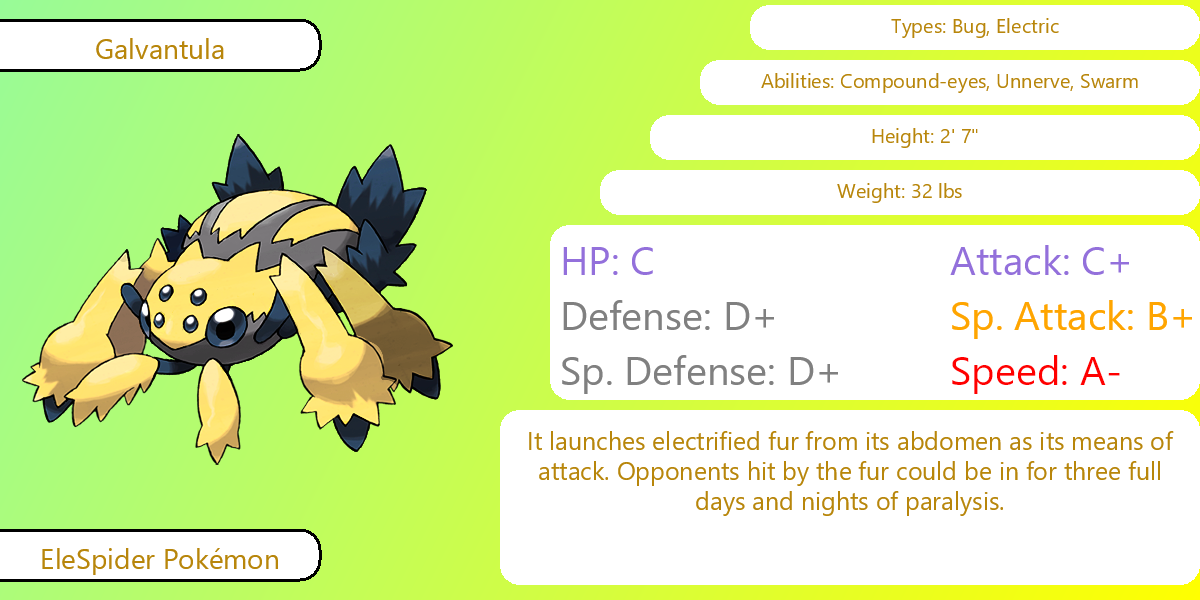 Galvantula
Types: Bug, Electric
Abilities: Compound-eyes, Unnerve, Swarm
Height: 2' 7"
Weight: 32 lbs
HP: C
Attack: C+
Defense: D+
Sp. Attack: B+
Sp. Defense: D+
Speed: A-
It launches electrified fur from its abdomen as its means of
attack. Opponents hit by the fur could be in for three full
days and nights of paralysis.
EleSpider Pokémon